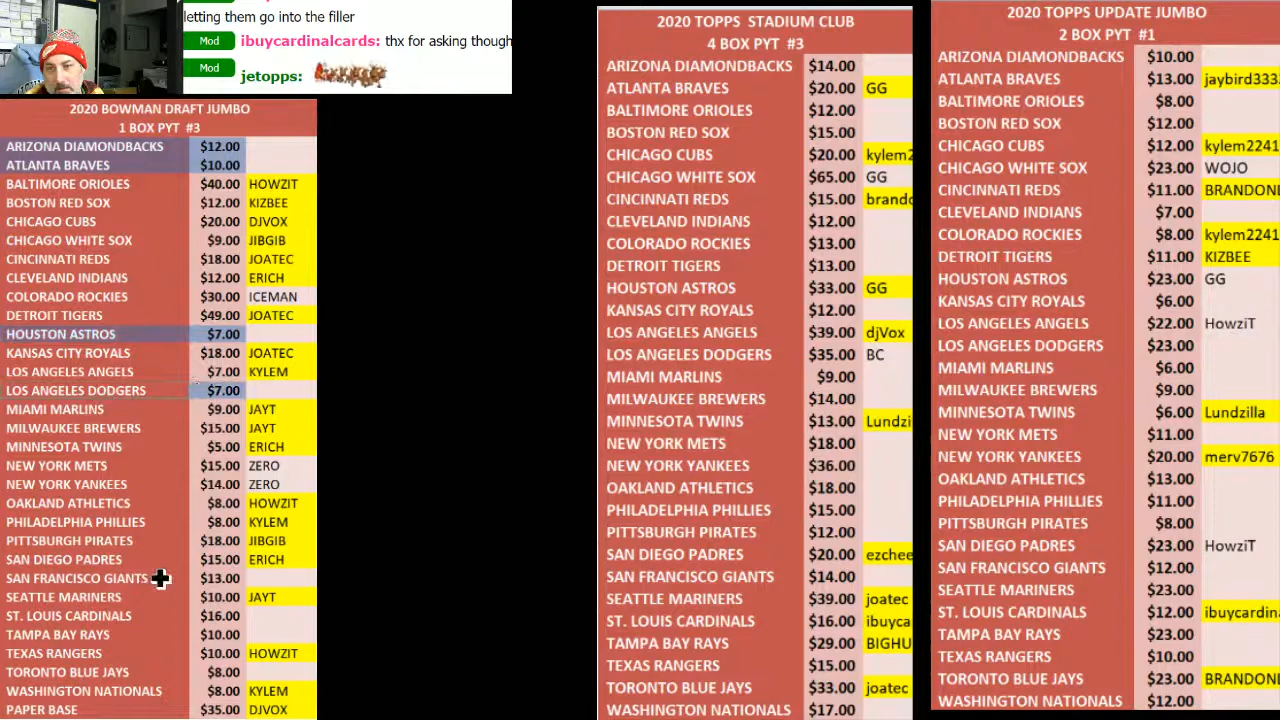 letting them go into the filler
Mod ibuycardinalcards: thx for asking though
Mod jetopps:
2020 BOWMAN DRAFT JUMBO
1 BOX PYT #3
ARIZONA DIAMONDBACKS $12.00
ATLANTA BRAVES $10.00
BALTIMORE ORIOLES $40.00 HOWZIT
BOSTON RED SOX $12.00 KIZBEE
CHICAGO CUBS $20.00 DJVOX
CHICAGO WHITE SOX $9.00 JIBGIB
CINCINNATI REDS $18.00 JOATEC
CLEVELAND INDIANS $12.00 ERICH
COLORADO ROCKIES $30.00 ICEMAN
DETROIT TIGERS $49.00 JOATEC
HOUSTON ASTROS $7.00
KANSAS CITY ROYALS $18.00 JOATEC
LOS ANGELES ANGELS $7.00 KYLEM
LOS ANGELES DODGERS $7.00
MIAMI MARLINS $9.00 JAYT
MILWAUKEE BREWERS $15.00 JAYT
MINNESOTA TWINS $5.00 ERICH
NEW YORK METS $15.00 ZERO
NEW YORK YANKEES $14.00 ZERO
OAKLAND ATHLETICS $8.00 HOWZIT
PHILADELPHIA PHILLIES $8.00 KYLEM
PITTSBURGH PIRATES $18.00 JIBGIB
SAN DIEGO PADRES $15.00 ERICH
SAN FRANCISCO GIANTS $13.00
SEATTLE MARINERS $10.00 JAYT
ST. LOUIS CARDINALS $16.00
TAMPA BAY RAYS $10.00
TEXAS RANGERS $10.00 HOWZIT
TORONTO BLUE JAYS $8.00
WASHINGTON NATIONALS $8.00 KYLEM
PAPER BASE $35.00 DJVOX
2020 TOPPS STADIUM CLUB
4 BOX PYT #3
ARIZONA DIAMONDBACKS $14.00
ATLANTA BRAVES $20.00 GG
BALTIMORE ORIOLES $12.00
BOSTON RED SOX $15.00
CHICAGO CUBS $20.00 kylem2
CHICAGO WHITE SOX $65.00 GG
CINCINNATI REDS $15.00 brando
CLEVELAND INDIANS $12.00
COLORADO ROCKIES $13.00
DETROIT TIGERS $13.00
HOUSTON ASTROS $33.00 GG
KANSAS CITY ROYALS $12.00
LOS ANGELES ANGELS $39.00 djVox
LOS ANGELES DODGERS $35.00 BC
MIAMI MARLINS $9.00
MILWAUKEE BREWERS $14.00
MINNESOTA TWINS $13.00 Lundzi
NEW YORK METS $18.00
NEW YORK YANKEES $36.00
OAKLAND ATHLETICS $18.00
PHILADELPHIA PHILLIES $15.00
PITTSBURGH PIRATES $12.00
SAN DIEGO PADRES $20.00 ezchee
SAN FRANCISCO GIANTS $14.00
SEATTLE MARINERS $39.00 joatec
ST. LOUIS CARDINALS $16.00 ibuyca
TAMPA BAY RAYS $29.00 BIGHU
TEXAS RANGERS $15.00
TORONTO BLUE JAYS $33.00 joatec
WASHINGTON NATIONALS $17.00
2020 TOPPS UPDATE JUMBO
2 BOX PYT #1
ARIZONA DIAMONDBACKS $10.00
ATLANTA BRAVES $13.00 jaybird333
BALTIMORE ORIOLES $8.00
BOSTON RED SOX $12.00
CHICAGO CUBS $12.00 kylem2241
CHICAGO WHITE SOX $23.00 WOJO
CINCINNATI REDS $11.00 BRANDON
CLEVELAND INDIANS $7.00
COLORADO ROCKIES $8.00 kylem2241
DETROIT TIGERS $11.00 KIZBEE
HOUSTON ASTROS $23.00 GG
KANSAS CITY ROYALS $6.00
LOS ANGELES ANGELS $22.00 HowziT
LOS ANGELES DODGERS $23.00
MIAMI MARLINS $6.00
MILWAUKEE BREWERS $9.00
MINNESOTA TWINS $6.00 Lundzilla
NEW YORK METS $11.00
NEW YORK YANKEES $20.00 merv7676
OAKLAND ATHLETICS $13.00
PHILADELPHIA PHILLIES $11.00
PITTSBURGH PIRATES $8.00
SAN DIEGO PADRES $23.00 HowziT
SAN FRANCISCO GIANTS $12.00
SEATTLE MARINERS $23.00
ST. LOUIS CARDINALS $12.00 ibuycardin
TAMPA BAY RAYS $23.00
TEXAS RANGERS $10.00
TORONTO BLUE JAYS $23.00 BRANDON
WASHINGTON NATIONALS $12.00